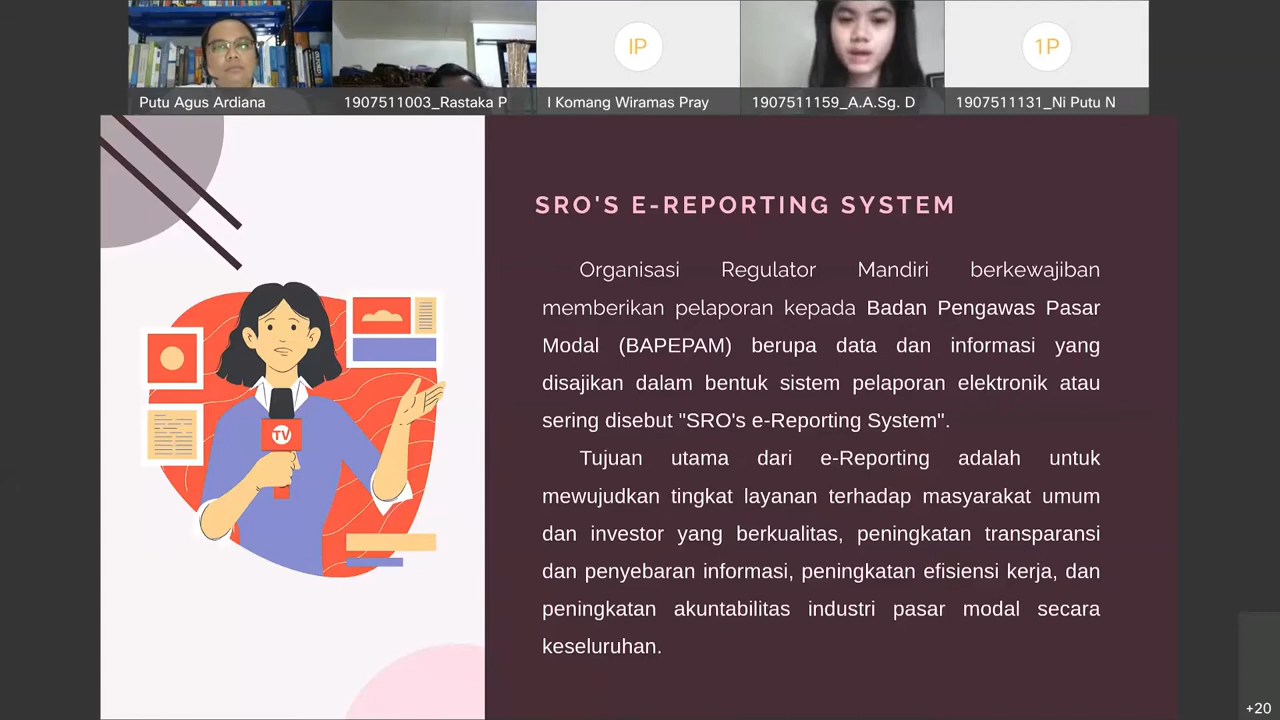 IP
1P
Putu Agus Ardiana
1907511003_Rastaka P
I Komang Wiramas Pray
1907511159_A.A.Sg. D
1907511131_Ni Putu N
TV
SRO'S E-REPORTING SYSTEM
Organisasi Regulator Mandiri berkewajiban
memberikan pelaporan kepada Badan Pengawas Pasar
Modal (BAPEPAM) berupa data dan informasi yang
disajikan dalam bentuk sistem pelaporan elektronik atau
sering disebut "SRO's e-Reporting System".
Tujuan utama dari e-Reporting adalah untuk
mewujudkan tingkat layanan terhadap masyarakat umum
dan investor yang berkualitas, peningkatan transparansi
dan penyebaran informasi, peningkatan efisiensi kerja, dan
peningkatan akuntabilitas industri pasar modal secara
keseluruhan.
+20